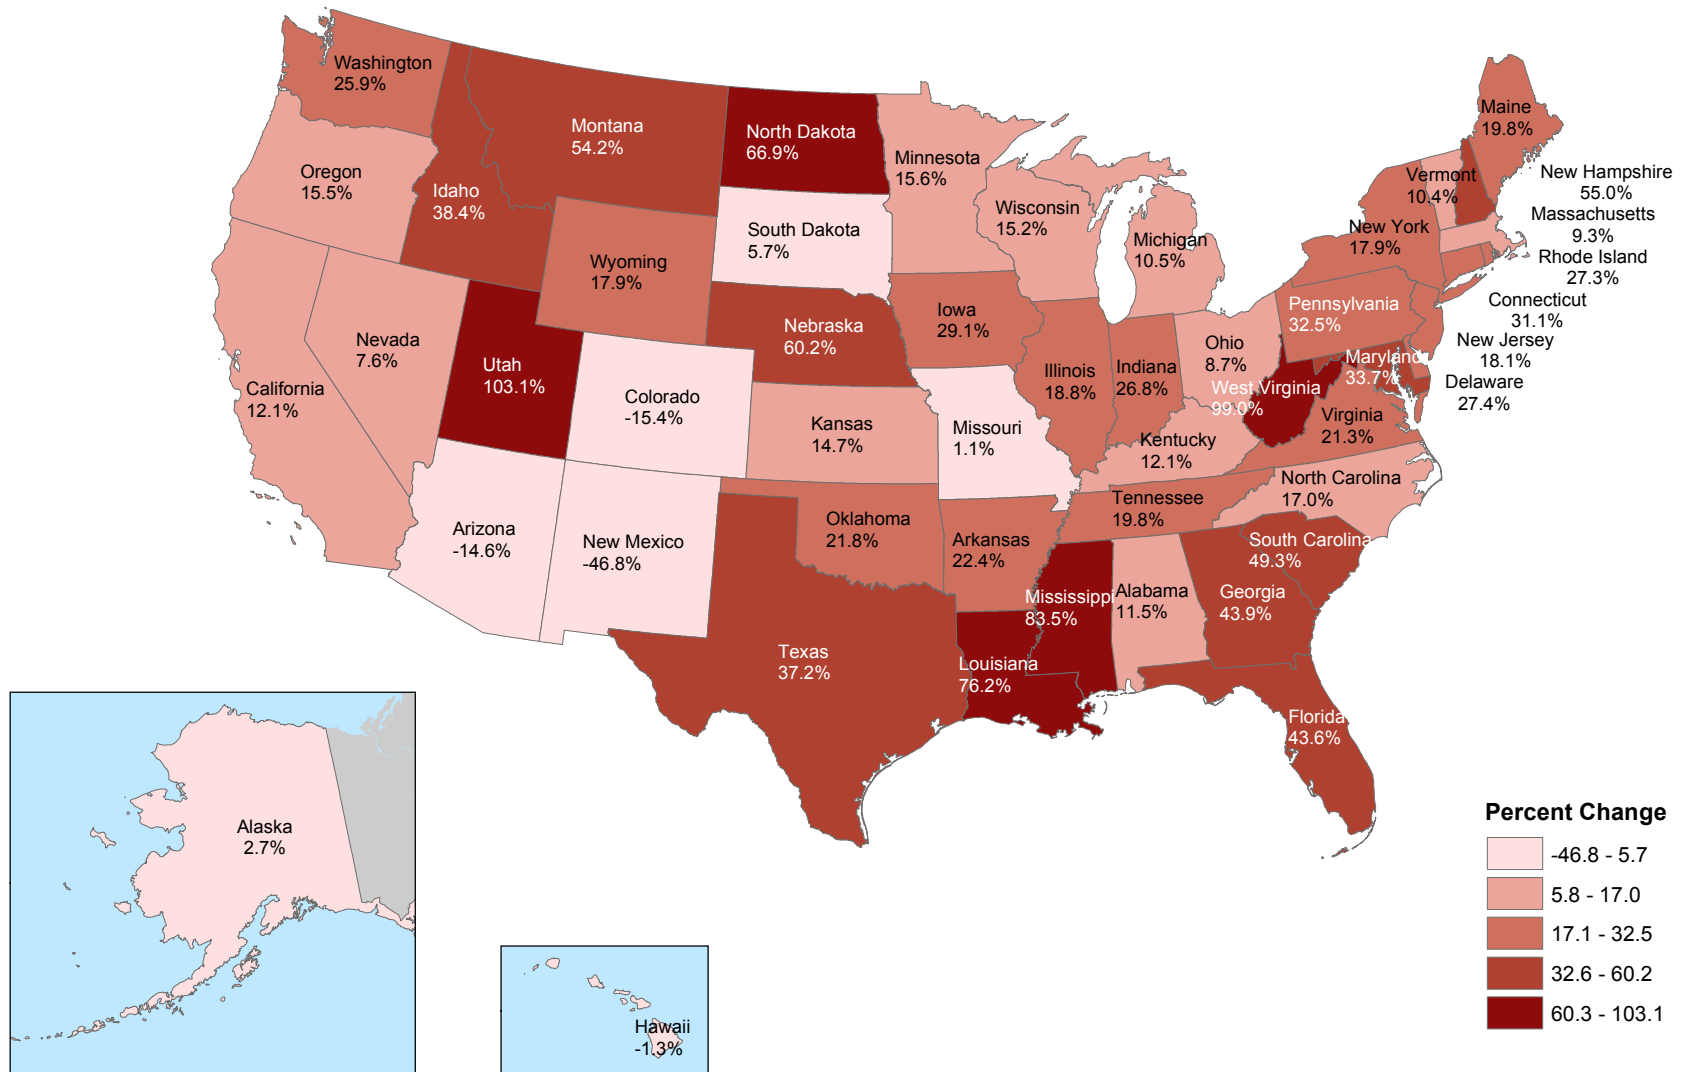 Washington
25.9%
Oregon
15.5%
California
12.1%
Nevada
7.6%
Idaho
38.4%
Montana
54.2%
Wyoming
17.9%
Utah
103.1%
Colorado
-15.4%
Arizona
-14.6%
New Mexico
-46.8%
North Dakota
66.9%
South Dakota
5.7%
Nebraska
60.2%
Kansas
14.7%
Oklahoma
21.8%
Texas
37.2%
Minnesota
15.6%
Iowa
29.1%
Missouri
1.1%
Arkansas
22.4%
Louisiana
76.2%
Wisconsin
15.2%
Illinois
18.8%
Michigan
10.5%
Indiana
26.8%
Ohio
8.7%
Kentucky
12.1%
Tennessee
19.8%
Mississippi
83.5%
Alabama
11.5%
Georgia
43.9%
Florida
43.6%
South Carolina
49.3%
North Carolina
17.0%
Virginia
21.3%
West Virginia
99.0%
Maryland
33.7%
Pennsylvania
32.5%
New York
17.9%
Vermont
10.4%
Maine
19.8%
New Hampshire
55.0%
Massachusetts
9.3%
Rhode Island
27.3%
Connecticut
31.1%
New Jersey
18.1%
Delaware
27.4%
Alaska
2.7%
Hawaii
-1.3%
Percent Change
-46.8 - 5.7
5.8 - 17.0
17.1 - 32.5
32.6 - 60.2
60.3 - 103.1